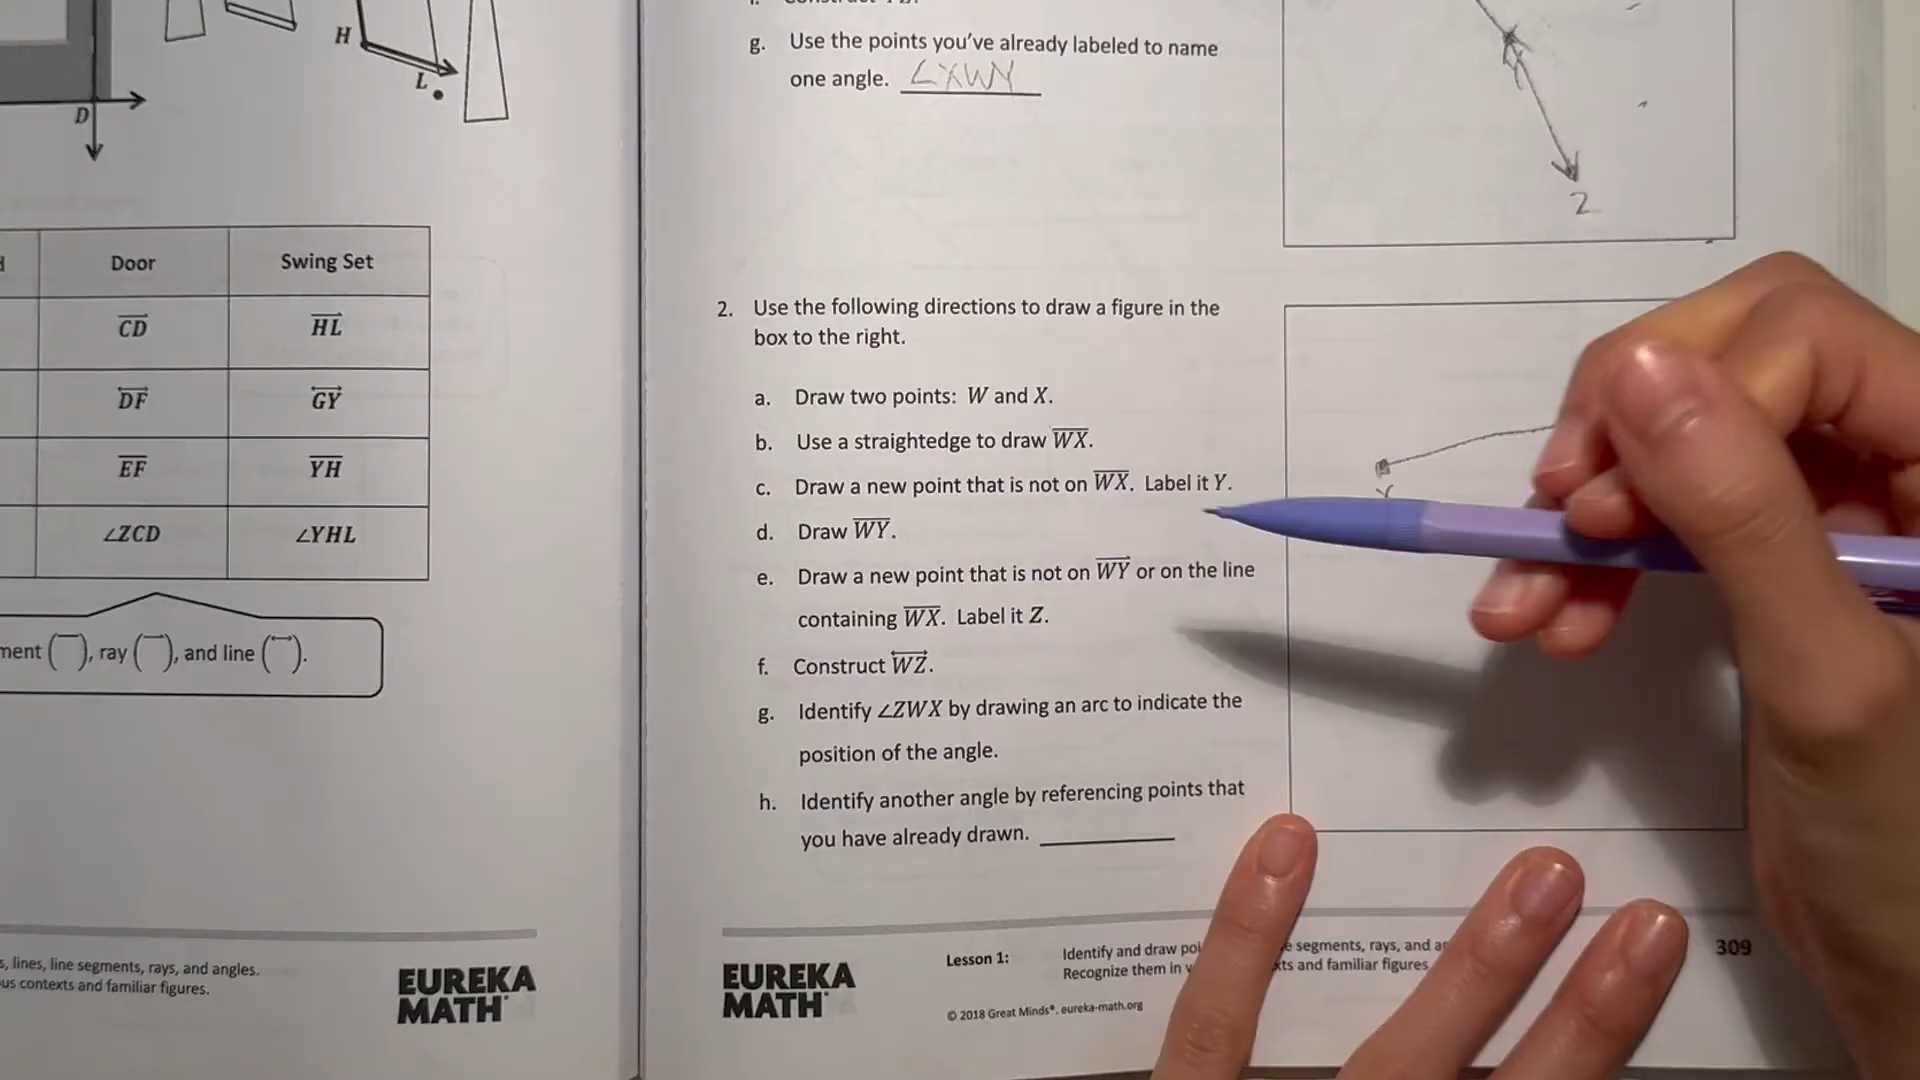 H
L
D
Door
Swing Set
CD
HL
DF
GY
EF
YH
∠ZCD
∠YHL
ray ( ), and line ( ).
s, lines, line segments, rays, and angles.
contexts and familiar figures.
EUREKA
MATH
g. Use the points you've already labeled to name
one angle. ∠XWY
Z
2. Use the following directions to draw a figure in the
box to the right.
a. Draw two points: W and X.
b. Use a straightedge to draw WX.
c. Draw a new point that is not on WX. Label it Y.
d. Draw WY.
e. Draw a new point that is not on WY or on the line
containing WX. Label it Z.
f. Construct WZ.
g. Identify ∠ZWX by drawing an arc to indicate the
position of the angle.
h. Identify another angle by referencing points that
you have already drawn.
EUREKA
MATH
Lesson 1:
Identify and draw segments, rays, and
Recognize them in and familiar figures
© 2018 Great Minds®. eureka-math.org
309